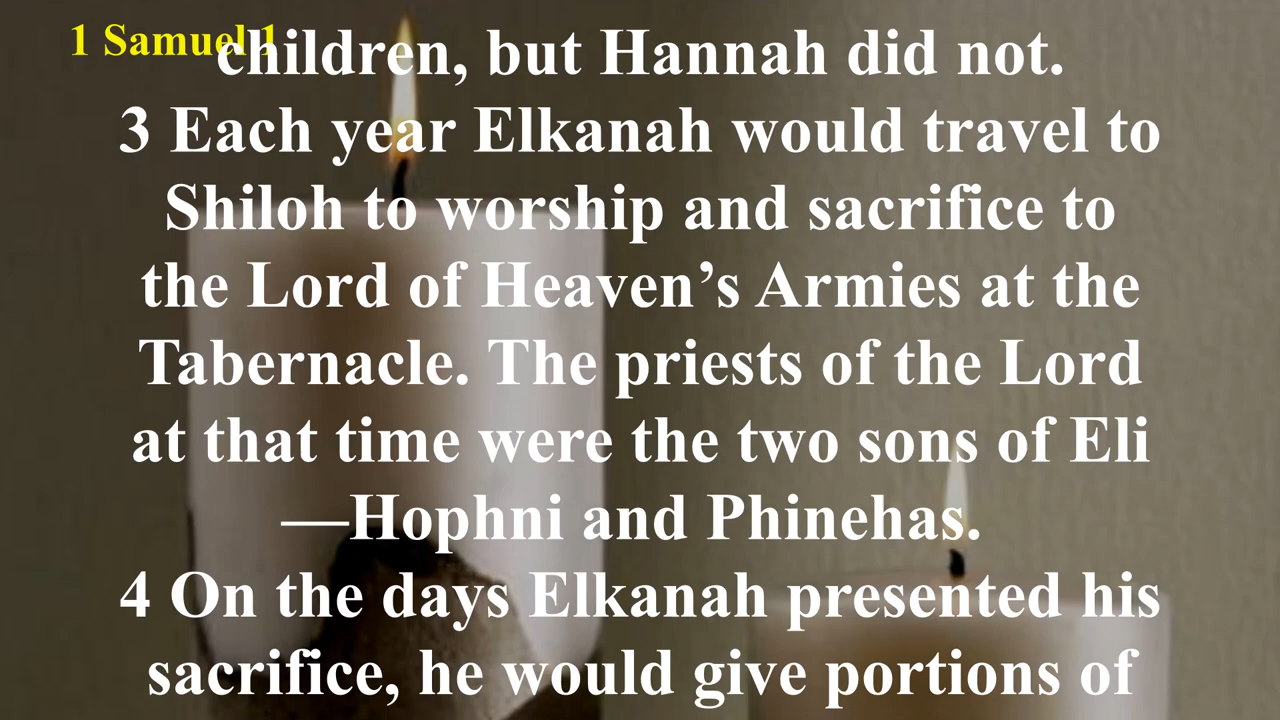 1 Samuel 1
children, but Hannah did not.
3 Each year Elkanah would travel to
Shiloh to worship and sacrifice to
the Lord of Heaven’s Armies at the
Tabernacle. The priests of the Lord
at that time were the two sons of Eli
—Hophni and Phinehas.
4 On the days Elkanah presented his
sacrifice, he would give portions of